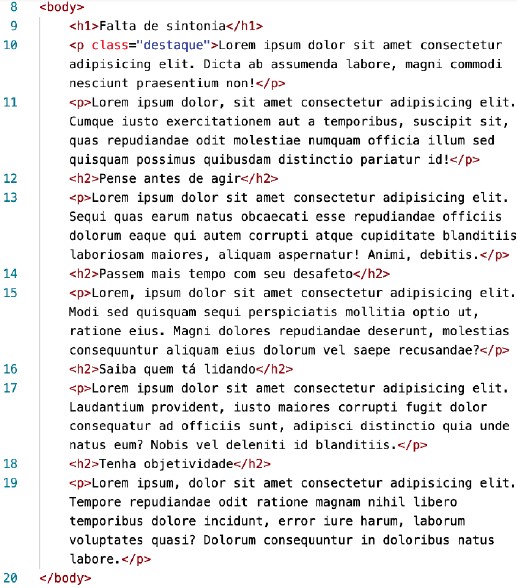 8 <body>
9 <h1>Falta de sintonia</h1>
10 <p class="destaque">Lorem ipsum dolor sit amet consectetur
adipisicing elit. Dicta ab assumenda labore, magni commodi
nesciunt praesentium non!</p>
11 <p>Lorem ipsum dolor, sit amet consectetur adipisicing elit.
Cumque iusto exercitationem aut a temporibus, suscipit sit,
quas repudiandae odit molestiae numquam officia illum sed
quisquam possimus quibusdam distinctio pariatur id!</p>
12 <h2>Pense antes de agir</h2>
13 <p>Lorem ipsum dolor sit amet consectetur adipisicing elit.
Sequi quas earum natus obcaecati esse repudiandae officiis
dolorum eaque qui autem corrupti atque cupiditate blanditiis
laboriosam maiores, aliquam aspernatur! Animi, debitis.</p>
14 <h2>Passem mais tempo com seu desafeto</h2>
15 <p>Lorem, ipsum dolor sit amet consectetur adipisicing elit.
Modi sed quisquam sequi perspiciatis mollitia optio ut,
ratione eius. Magni dolores repudiandae deserunt, molestias
consequuntur aliquam eius dolorum vel saepe recusandae?</p>
16 <h2>Saiba quem tá lidando</h2>
17 <p>Lorem ipsum dolor sit amet consectetur adipisicing elit.
Laudantium provident, iusto maiores corrupti fugit dolor
consequatur ad officiis sunt, adipisci distinctio quia unde
natus eum? Nobis vel deleniti id blanditiis.</p>
18 <h2>Tenha objetividade</h2>
19 <p>Lorem ipsum, dolor sit amet consectetur adipisicing elit.
Tempore repudiandae odit ratione magnam nihil libero
temporibus dolore incidunt, error iure harum, laborum
voluptates quasi? Dolorum consequuntur in doloribus natus
labore.</p>
20 </body>